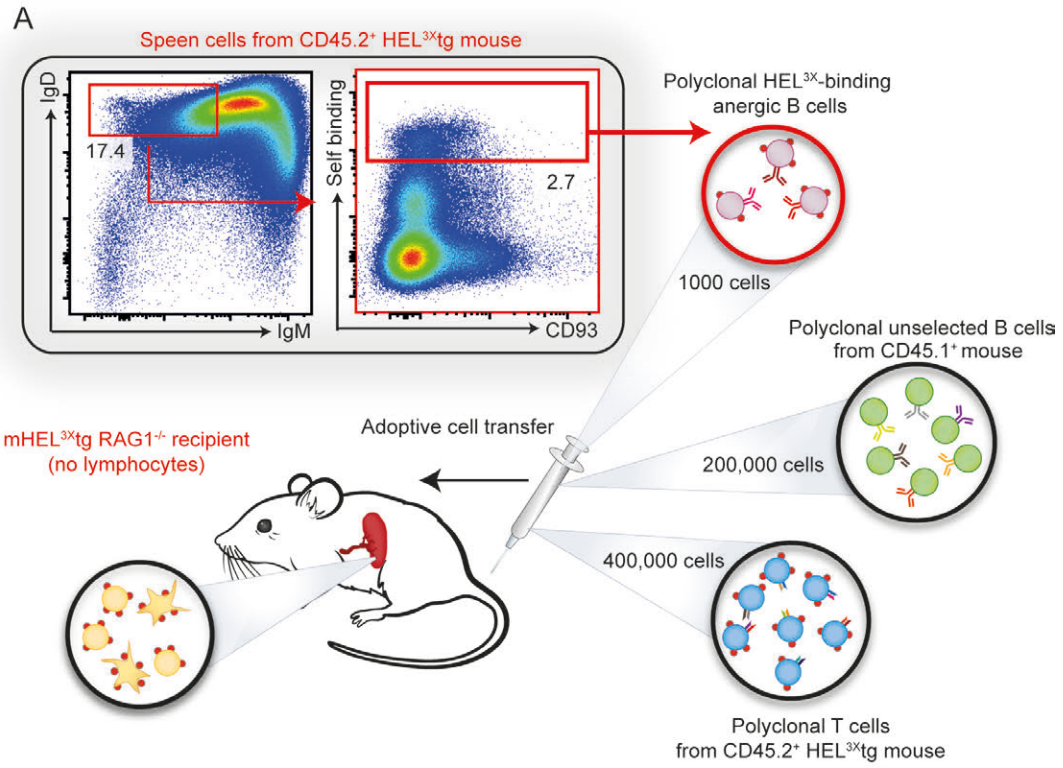 A
Speen cells from CD45.2⁺ HEL³ˣtg mouse
IgD
17.4
IgM
Self binding
2.7
CD93
Polyclonal HEL³ˣ-binding
anergic B cells
1000 cells
Polyclonal unselected B cells
from CD45.1⁺ mouse
200,000 cells
Adoptive cell transfer
mHEL³ˣtg RAG1⁻/⁻ recipient
(no lymphocytes)
400,000 cells
Polyclonal T cells
from CD45.2⁺ HEL³ˣtg mouse